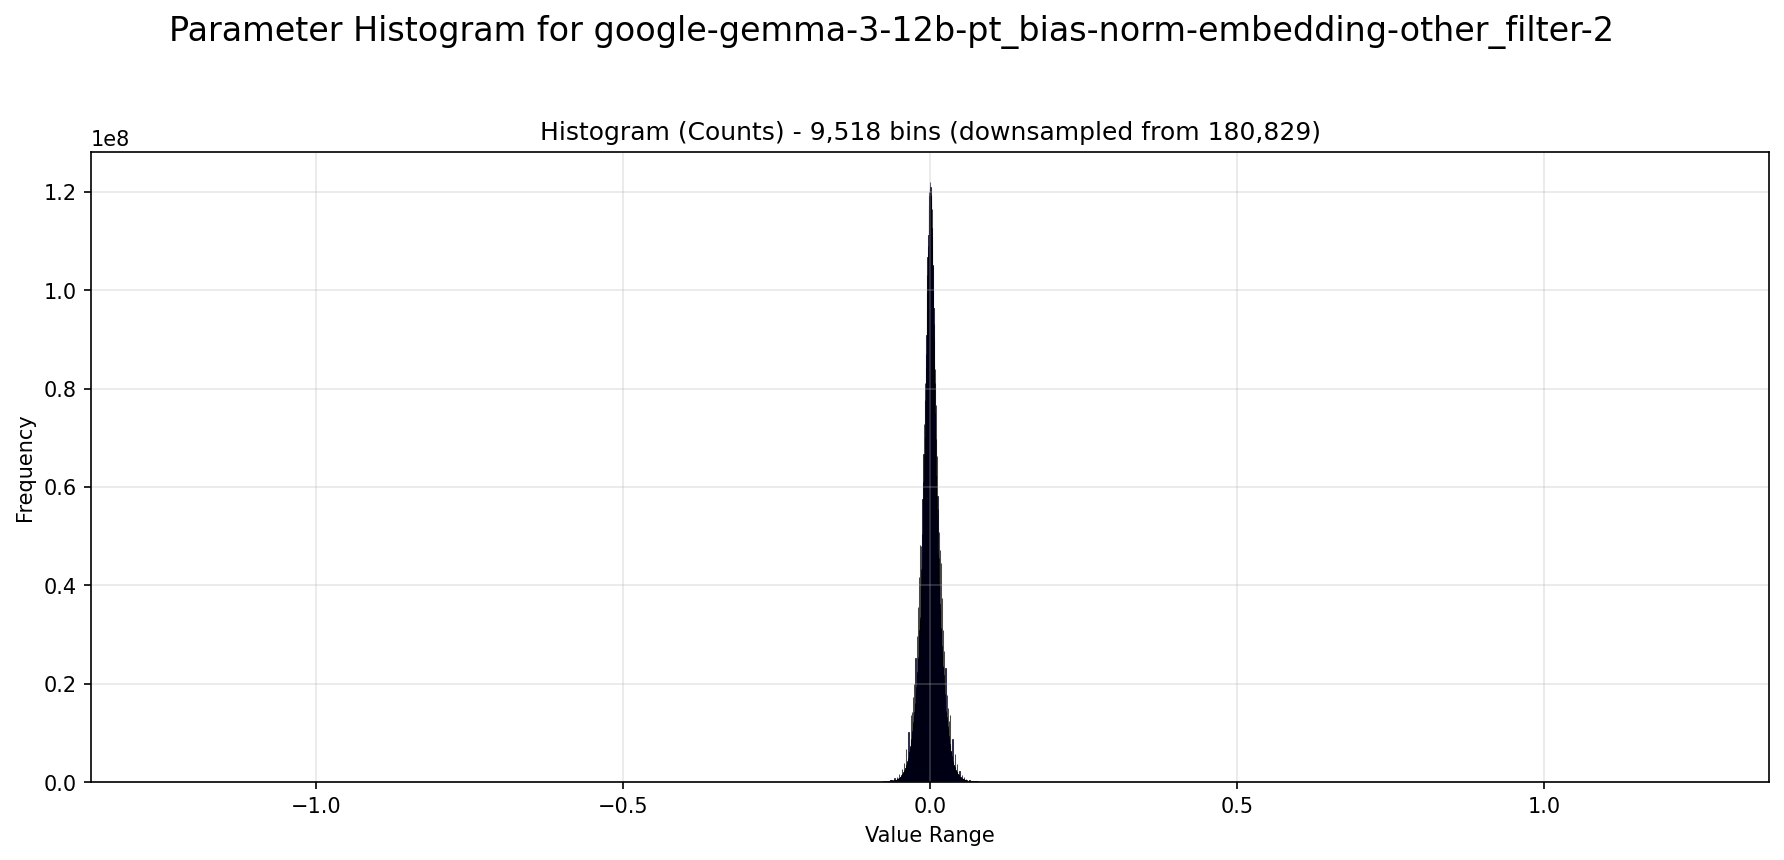 Parameter Histogram for google-gemma-3-12b-pt_bias-norm-embedding-other_filter-2
Histogram (Counts) - 9,518 bins (downsampled from 180,829)
1e8
1.2
1.0
0.8
0.6
0.4
0.2
0.0
Frequency
−1.0
−0.5
0.0
0.5
1.0
Value Range